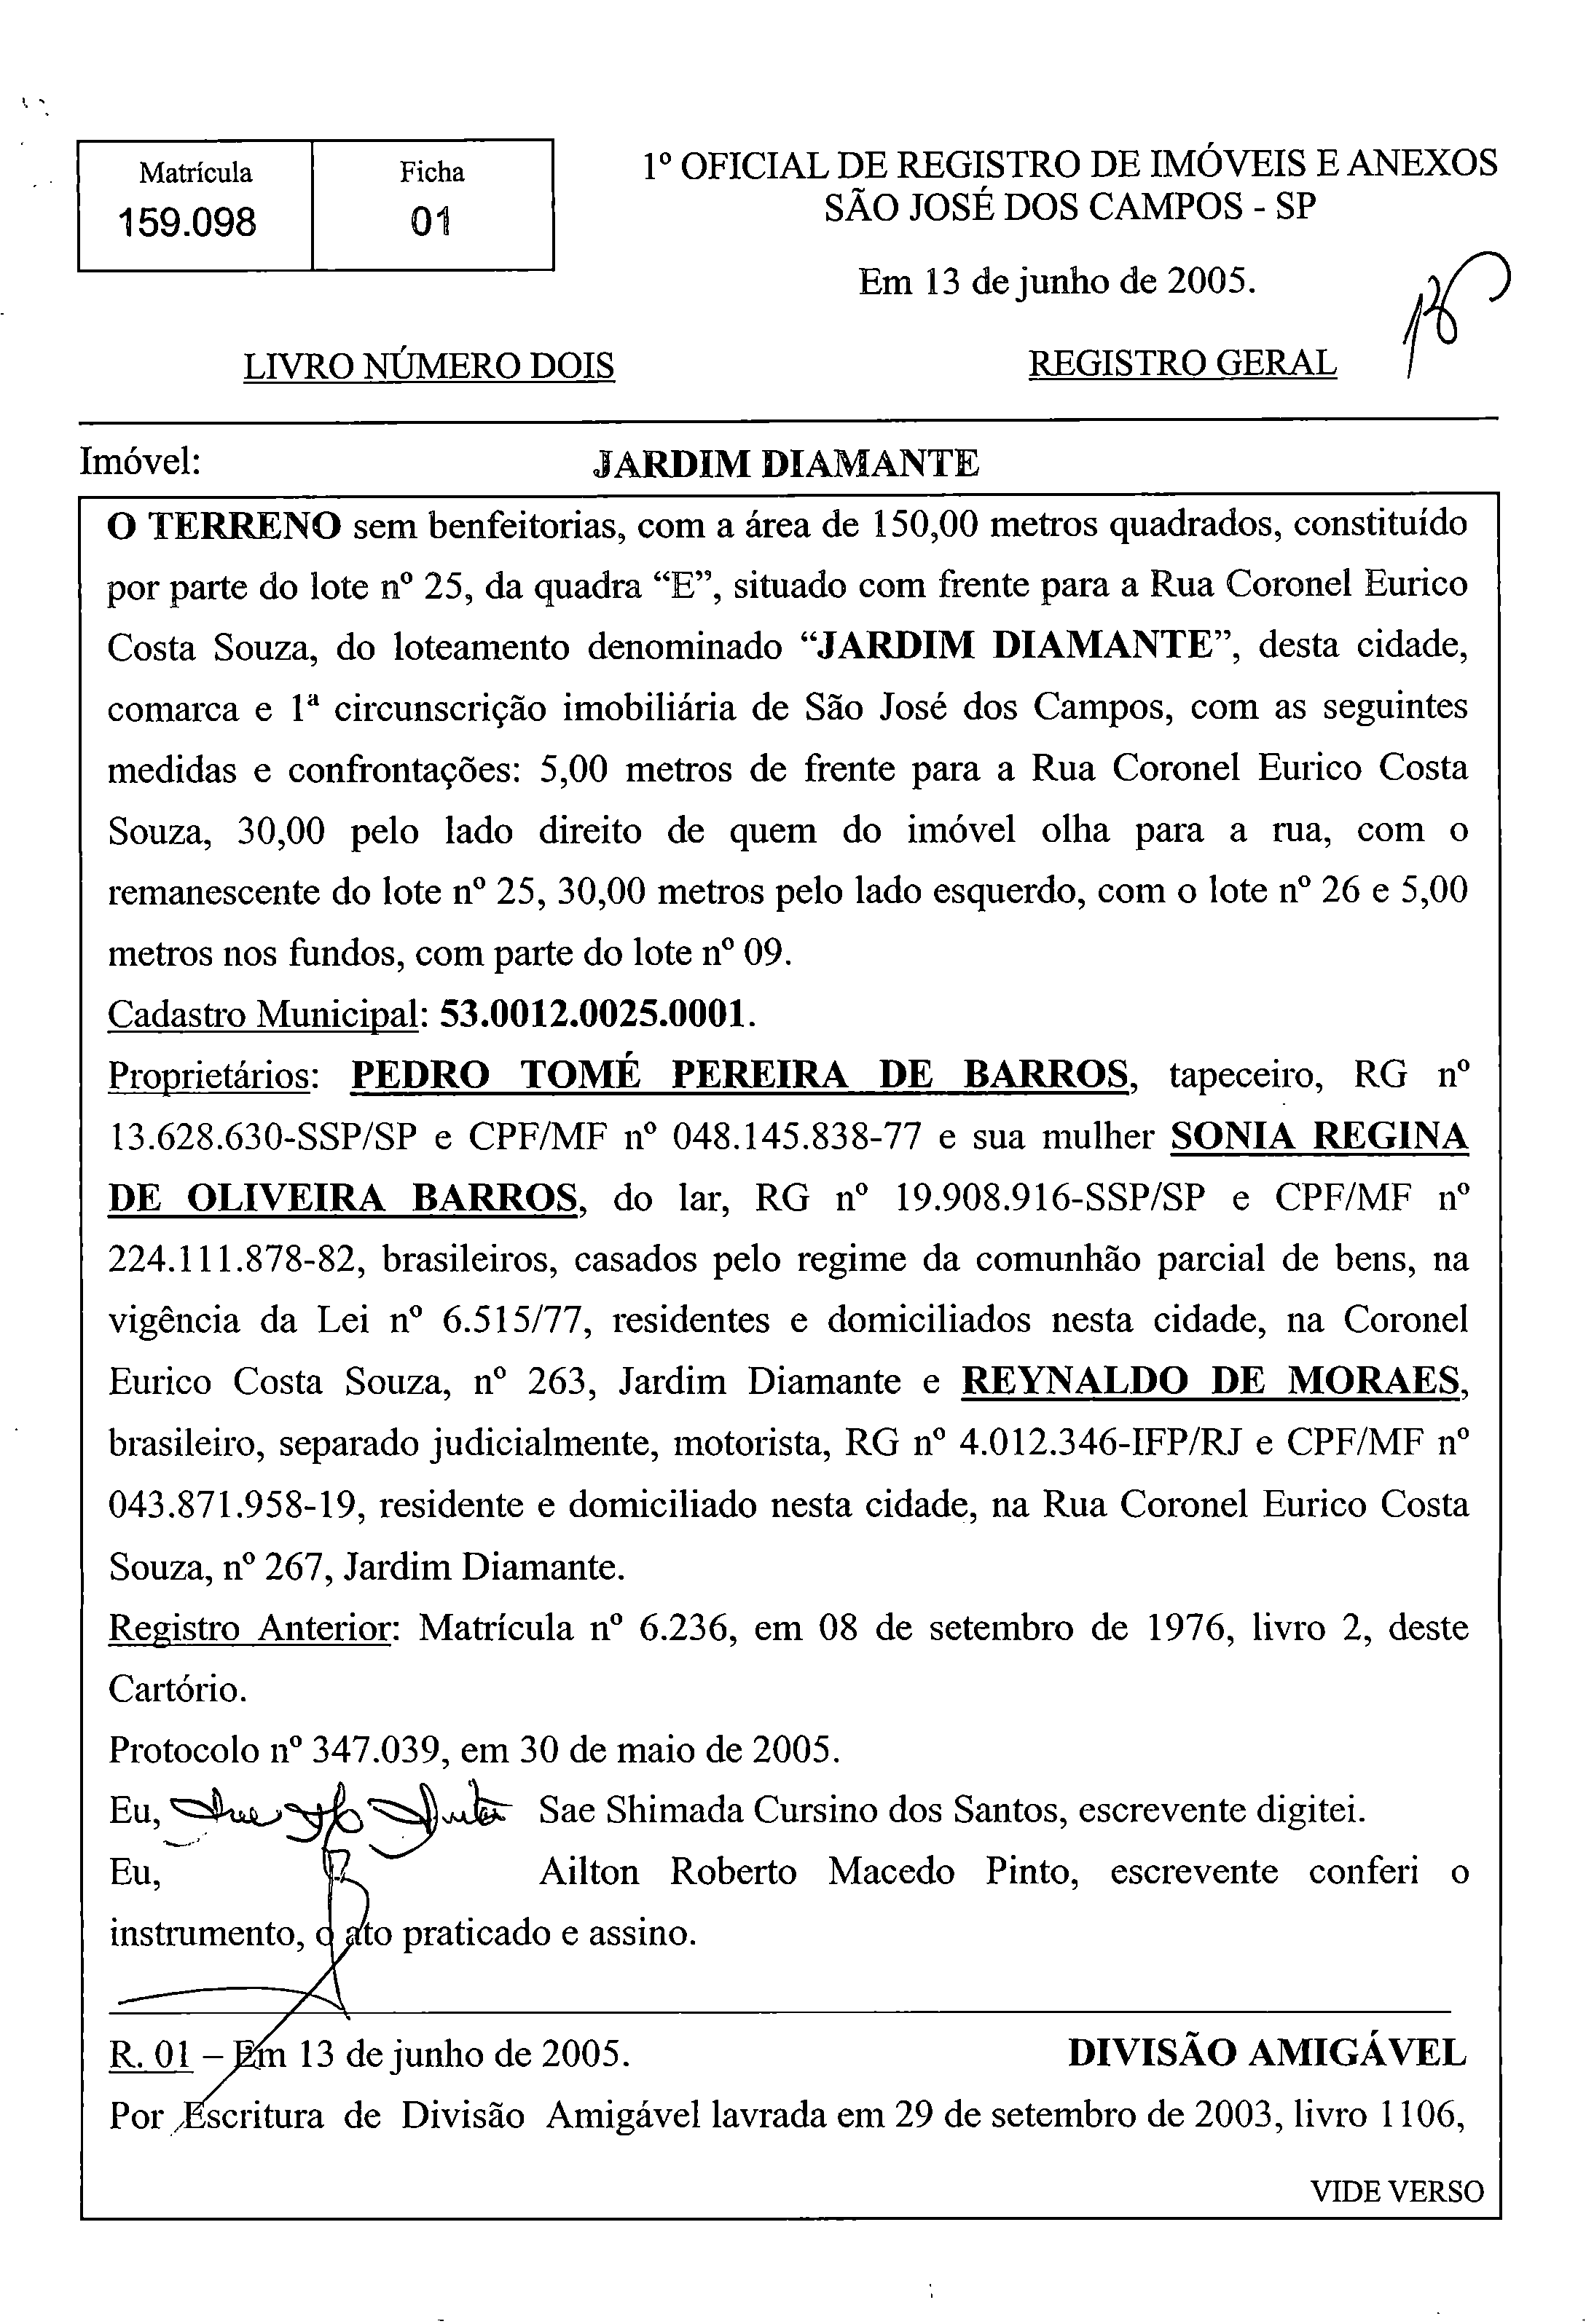 Matrícula
159.098
Ficha
01
1º OFICIAL DE REGISTRO DE IMÓVEIS E ANEXOS
SÃO JOSÉ DOS CAMPOS - SP
Em 13 de junho de 2005.
LIVRO NÚMERO DOIS
REGISTRO GERAL
Imóvel:
JARDIM DIAMANTE
O TERRENO sem benfeitorias, com a área de 150,00 metros quadrados, constituído
por parte do lote nº 25, da quadra “E”, situado com frente para a Rua Coronel Eurico
Costa Souza, do loteamento denominado “JARDIM DIAMANTE”, desta cidade,
comarca e 1ª circunscrição imobiliária de São José dos Campos, com as seguintes
medidas e confrontações: 5,00 metros de frente para a Rua Coronel Eurico Costa
Souza, 30,00 pelo lado direito de quem do imóvel olha para a rua, com o
remanescente do lote nº 25, 30,00 metros pelo lado esquerdo, com o lote nº 26 e 5,00
metros nos fundos, com parte do lote nº 09.
Cadastro Municipal: 53.0012.0025.0001.
Proprietários: PEDRO TOMÉ PEREIRA DE BARROS, tapeceiro, RG nº
13.628.630-SSP/SP e CPF/MF nº 048.145.838-77 e sua mulher SONIA REGINA
DE OLIVEIRA BARROS, do lar, RG nº 19.908.916-SSP/SP e CPF/MF nº
224.111.878-82, brasileiros, casados pelo regime da comunhão parcial de bens, na
vigência da Lei nº 6.515/77, residentes e domiciliados nesta cidade, na Coronel
Eurico Costa Souza, nº 263, Jardim Diamante e REYNALDO DE MORAES,
brasileiro, separado judicialmente, motorista, RG nº 4.012.346-IFP/RJ e CPF/MF nº
043.871.958-19, residente e domiciliado nesta cidade, na Rua Coronel Eurico Costa
Souza, nº 267, Jardim Diamante.
Registro Anterior: Matrícula nº 6.236, em 08 de setembro de 1976, livro 2, deste
Cartório.
Protocolo nº 347.039, em 30 de maio de 2005.
Eu, Sae Shimada Cursino dos Santos, escrevente digitei.
Eu, Ailton Roberto Macedo Pinto, escrevente conferi o
instrumento, o ato praticado e assino.
R. 01 – Em 13 de junho de 2005. DIVISÃO AMIGÁVEL
Por Escritura de Divisão Amigável lavrada em 29 de setembro de 2003, livro 1106,
VIDE VERSO